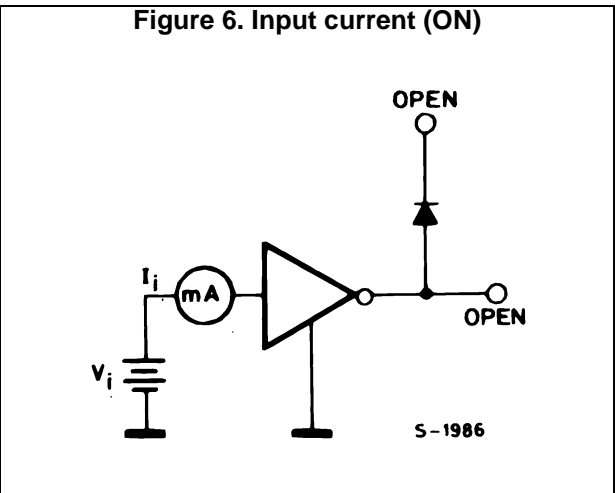 Figure 6. Input current (ON)
OPEN
Ii
mA
OPEN
Vi
S-1986